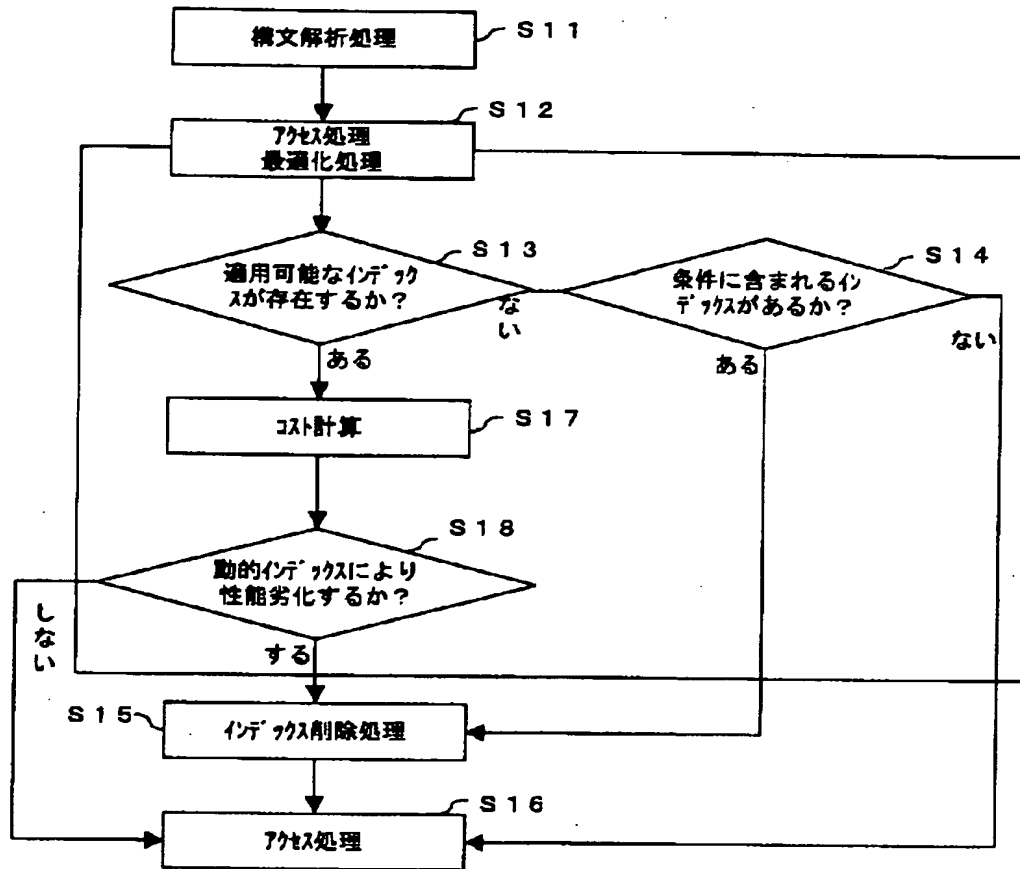 構文解析処理
S11
S12
アクセス処理
最適化処理
S13
適用可能なインデック
スが存在するか?
ない
ある
S14
条件に含まれるイン
デックスがあるか?
ある
ない
コスト計算
S17
S18
動的インデックスにより
性能劣化するか?
しない
する
S15
インデックス削除処理
S16
アクセス処理